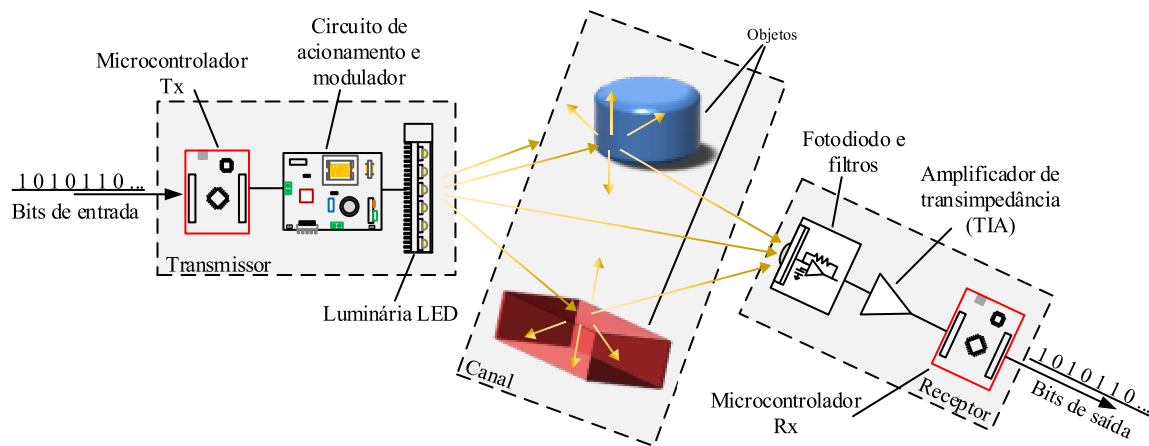 Circuito de
acionamento e
modulador
Microcontrolador
Tx
1 0 1 0 1 1 0 ...
Bits de entrada
Transmissor
Luminária LED
Objetos
Canal
Fotodiodo e
filtros
Amplificador de
transimpedância
(TIA)
Microcontrolador
Rx
Receptor
1 0 1 0 1 1 0 ...
Bits de saída